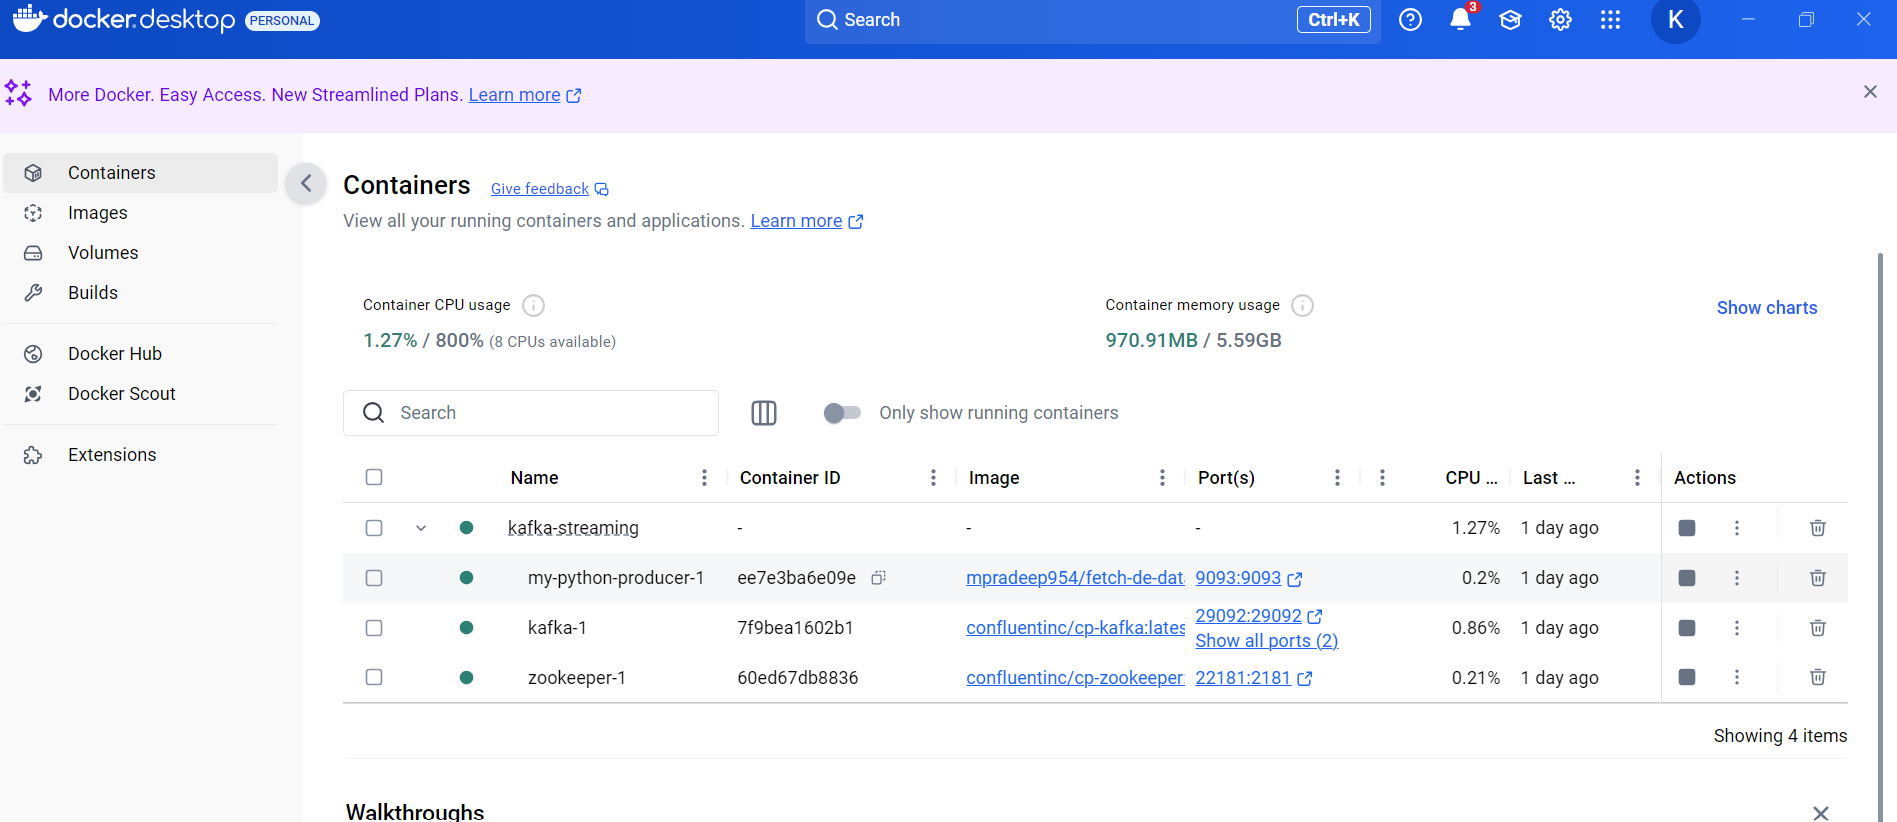 docker.desktop PERSONAL Search Ctrl+K 3 K
More Docker. Easy Access. New Streamlined Plans. Learn more
Containers
Images
Volumes
Builds
Docker Hub
Docker Scout
Extensions
Containers Give feedback
View all your running containers and applications. Learn more
Container CPU usage
1.27% / 800% (8 CPUs available)
Container memory usage
970.91MB / 5.59GB
Show charts
Search Only show running containers
Name Container ID Image Port(s) CPU ... Last ... Actions
kafka-streaming - - - 1.27% 1 day ago
my-python-producer-1 ee7e3ba6e09e mpradeep954/fetch-de-dat 9093:9093 0.2% 1 day ago
kafka-1 7f9bea1602b1 confluentinc/cp-kafka:lates 29092:29092 0.86% 1 day ago
Show all ports (2)
zookeeper-1 60ed67db8836 confluentinc/cp-zookeeper: 22181:2181 0.21% 1 day ago
Showing 4 items
Walkthroughs